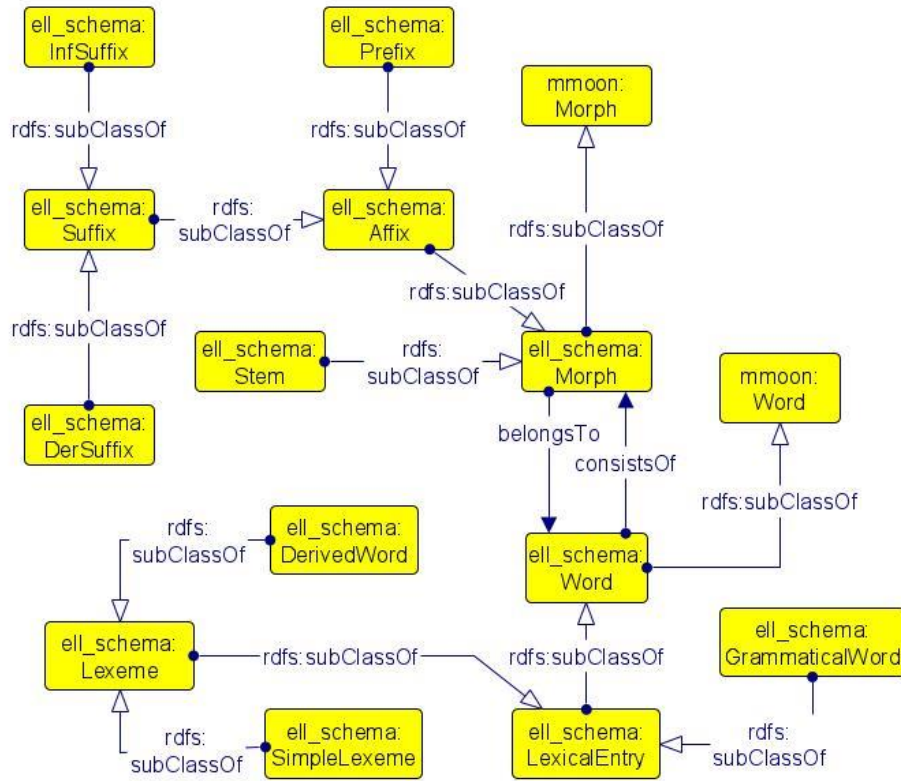 ell_schema:
InfSuffix
ell_schema:
Prefix
mmoon:
Morph
rdfs:subClassOf
rdfs:subClassOf
ell_schema:
Suffix
rdfs:
subClassOf
ell_schema:
Affix
rdfs:subClassOf
rdfs:subClassOf
rdfs:subClassOf
ell_schema:
Stem
rdfs:
subClassOf
ell_schema:
Morph
mmoon:
Word
ell_schema:
DerSuffix
belongsTo
consistsOf
rdfs:subClassOf
rdfs:
subClassOf
ell_schema:
DerivedWord
ell_schema:
Word
ell_schema:
Lexeme
rdfs:subClassOf
rdfs:subClassOf
ell_schema:
GrammaticalWord
rdfs:
subClassOf
ell_schema:
SimpleLexeme
ell_schema:
LexicalEntry
rdfs:
subClassOf